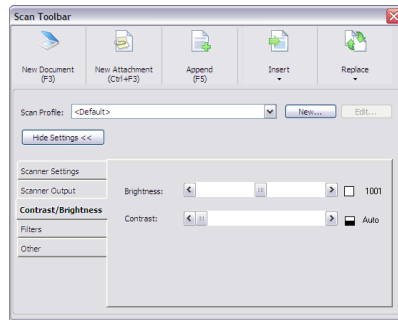 Scan Toolbar
New Document
(F3)
New Attachment
(Ctrl+F3)
Append
(F5)
Insert
Replace
Scan Profile: <Default> New... Edit...
Hide Settings <<
Scanner Settings
Scanner Output
Contrast/Brightness
Filters
Other
Brightness: 1001
Contrast: Auto